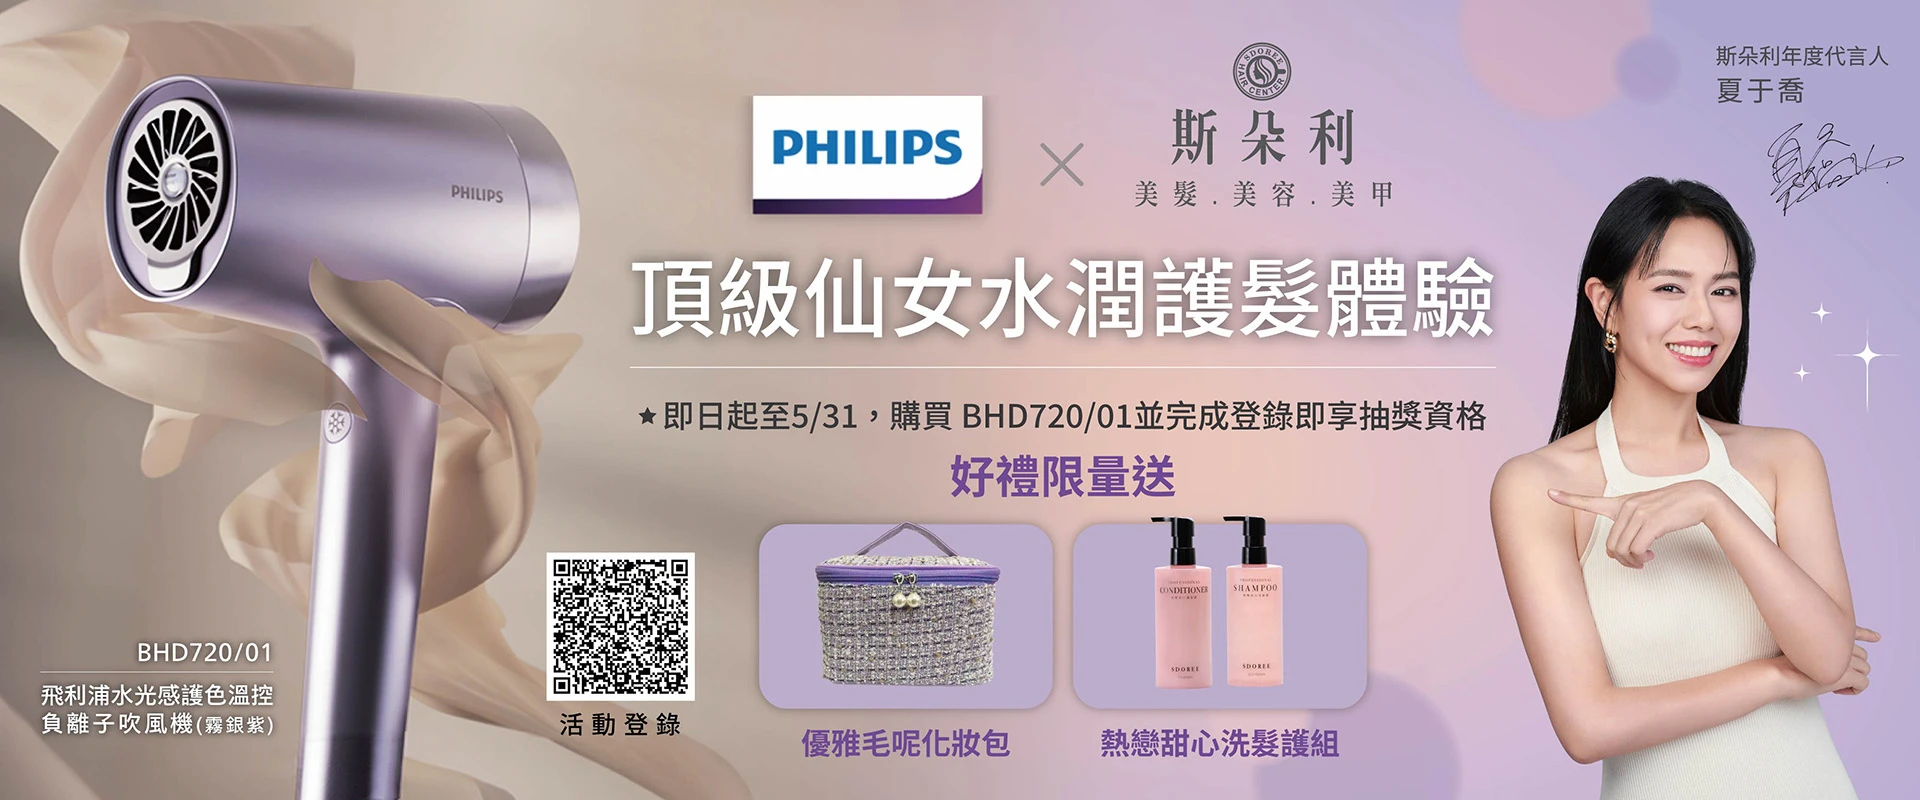 PHILIPS
PHILIPS
SDOREE
HAIR CENTER
斯朵利
美髮.美容.美甲
斯朵利年度代言人
夏于喬
頂級仙女水潤護髮體驗
★即日起至5/31，購買 BHD720/01並完成登錄即享抽獎資格
好禮限量送
CONDITIONER
SDOREE
PROFESSIONAL
SHAMPOO
SDOREE
BHD720/01
飛利浦水光感護色溫控
負離子吹風機(霧銀紫)
活動登錄
優雅毛呢化妝包
熱戀甜心洗髮護組